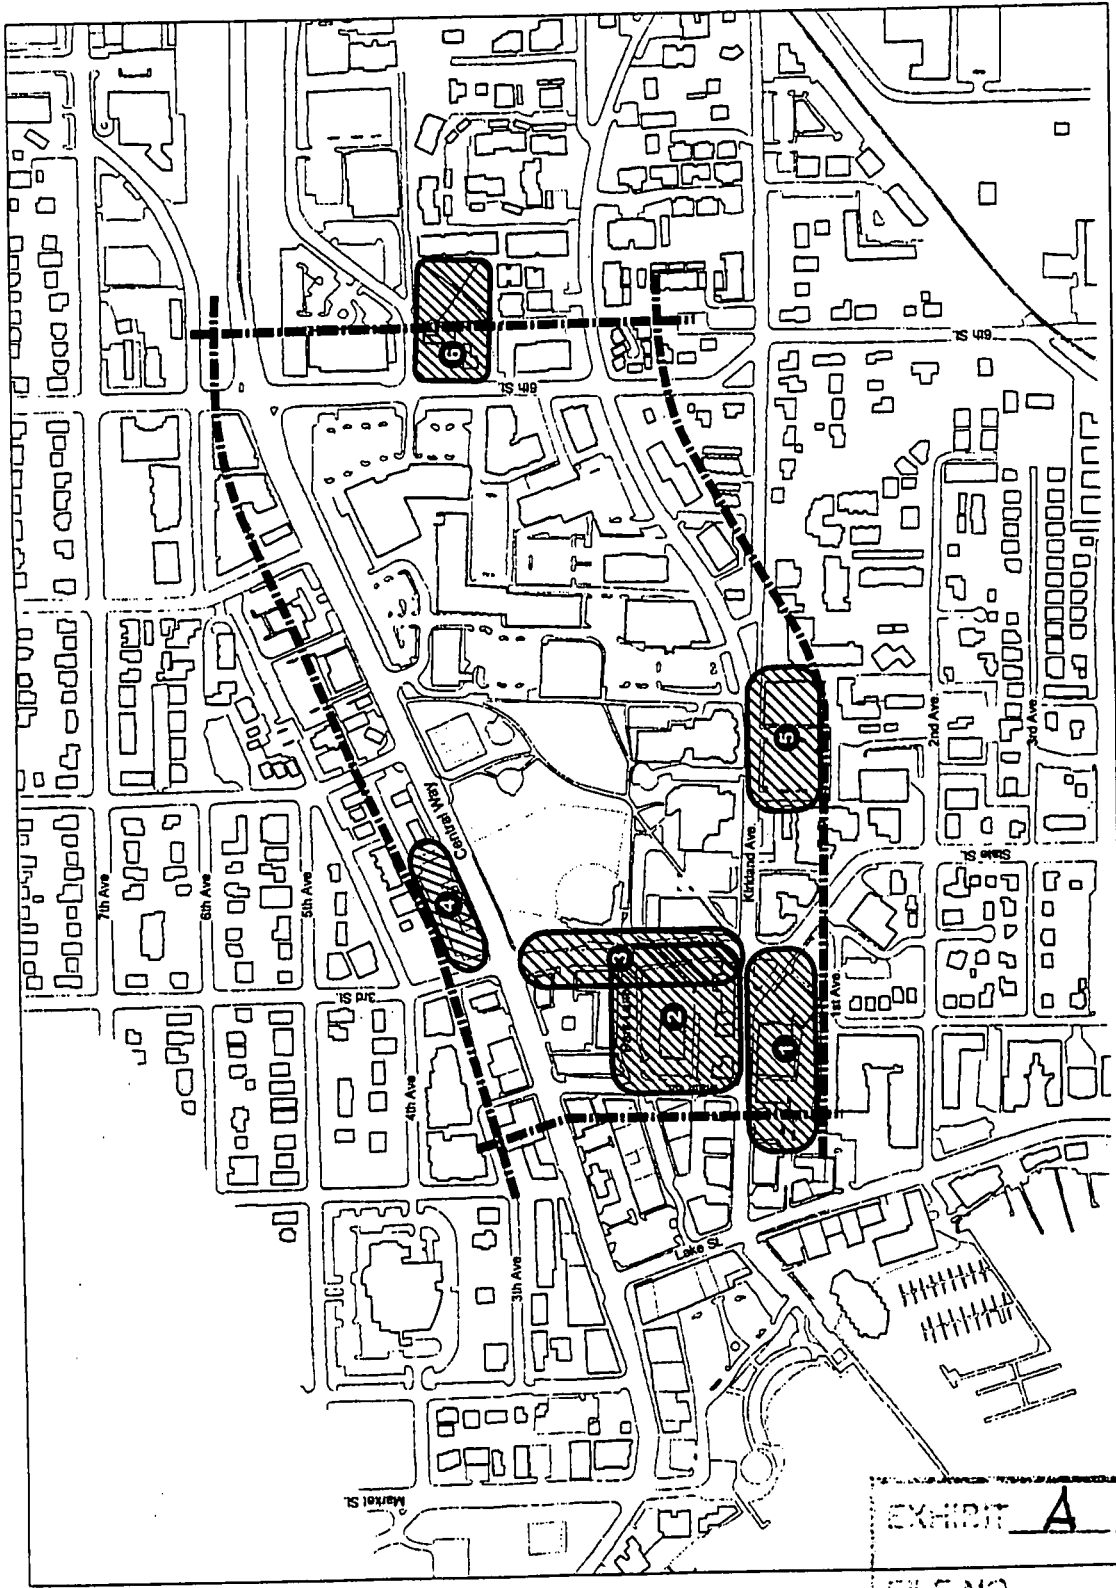 7th Ave
6th Ave
5th Ave
4th Ave
3rd St.
3th Ave
Market St.
Central Way
Lake St.
Kirkland Ave.
1st Ave.
2nd Ave.
3rd Ave.
State St.
6th St.
6th St.
1
2
3
4
5
6
EXHIBIT A
FILE NO.